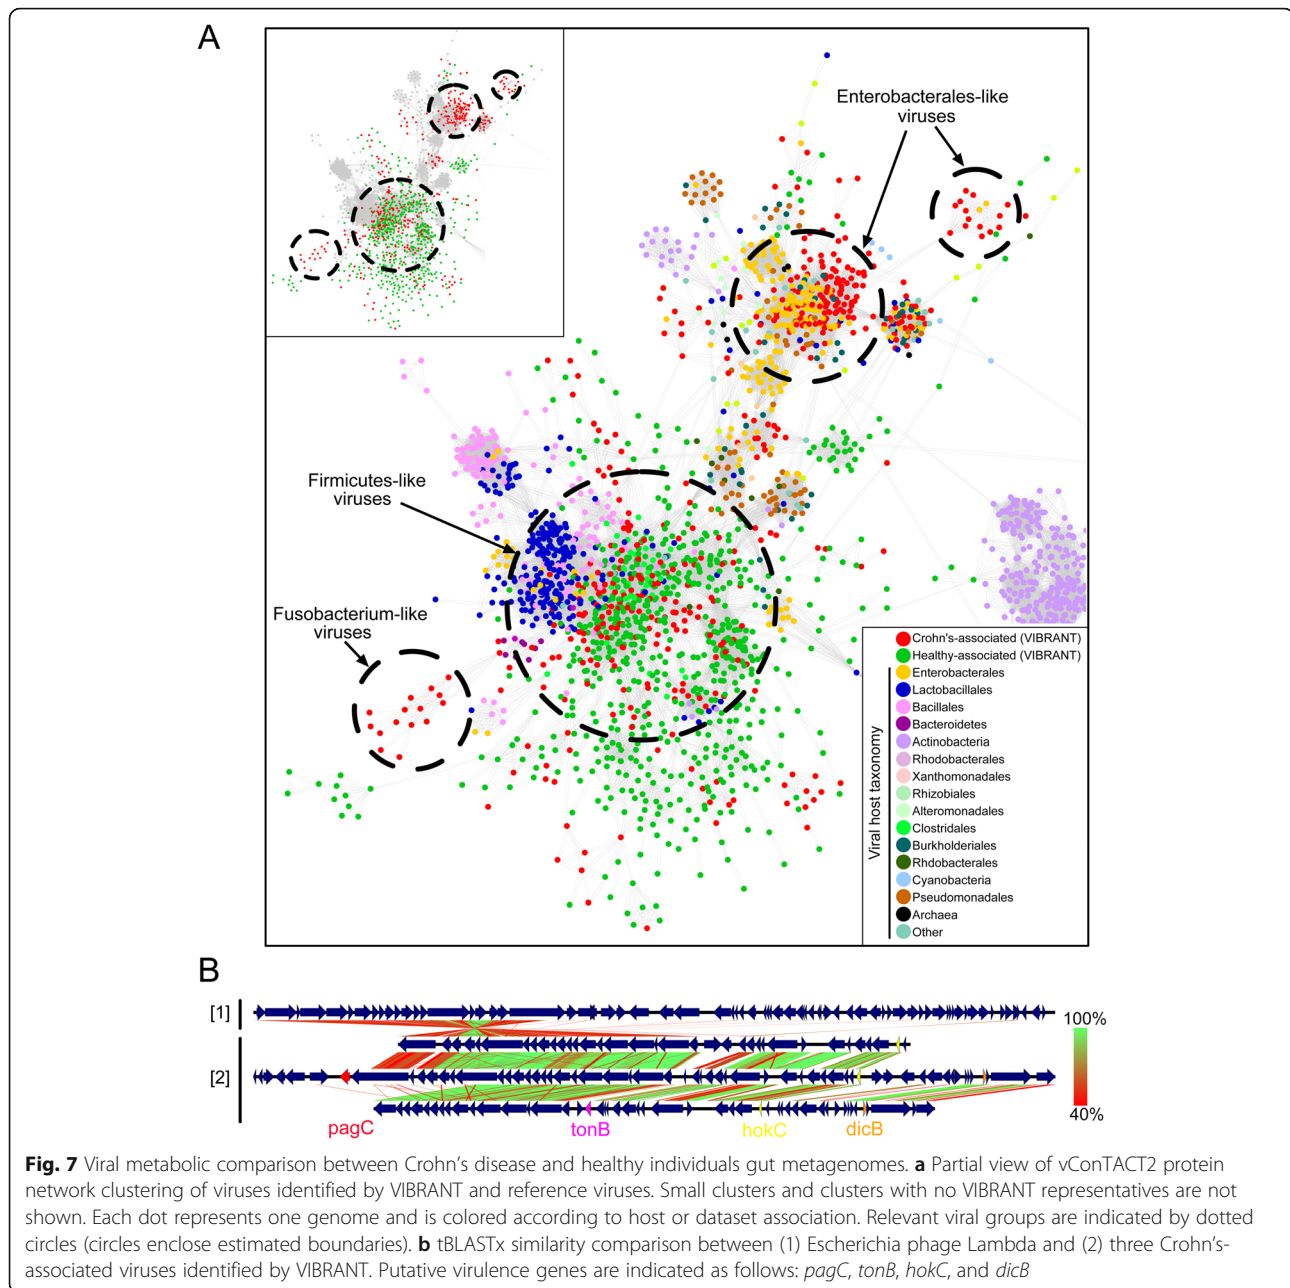 A
Enterobacterales-like
viruses
Firmicutes-like
viruses
Fusobacterium-like
viruses
Crohn's-associated (VIBRANT)
Healthy-associated (VIBRANT)
Viral host taxonomy
Enterobacterales
Lactobacillales
Bacillales
Bacteroidetes
Actinobacteria
Rhodobacterales
Xanthomonadales
Rhizobiales
Alteromonadales
Clostridales
Burkholderiales
Rhdobacterales
Cyanobacteria
Pseudomonadales
Archaea
Other
B
[1]
[2]
100%
40%
pagC
tonB
hokC
dicB
Fig. 7 Viral metabolic comparison between Crohn's disease and healthy individuals gut metagenomes. a Partial view of vConTACT2 protein
network clustering of viruses identified by VIBRANT and reference viruses. Small clusters and clusters with no VIBRANT representatives are not
shown. Each dot represents one genome and is colored according to host or dataset association. Relevant viral groups are indicated by dotted
circles (circles enclose estimated boundaries). b tBLASTx similarity comparison between (1) Escherichia phage Lambda and (2) three Crohn's-
associated viruses identified by VIBRANT. Putative virulence genes are indicated as follows: pagC, tonB, hokC, and dicB